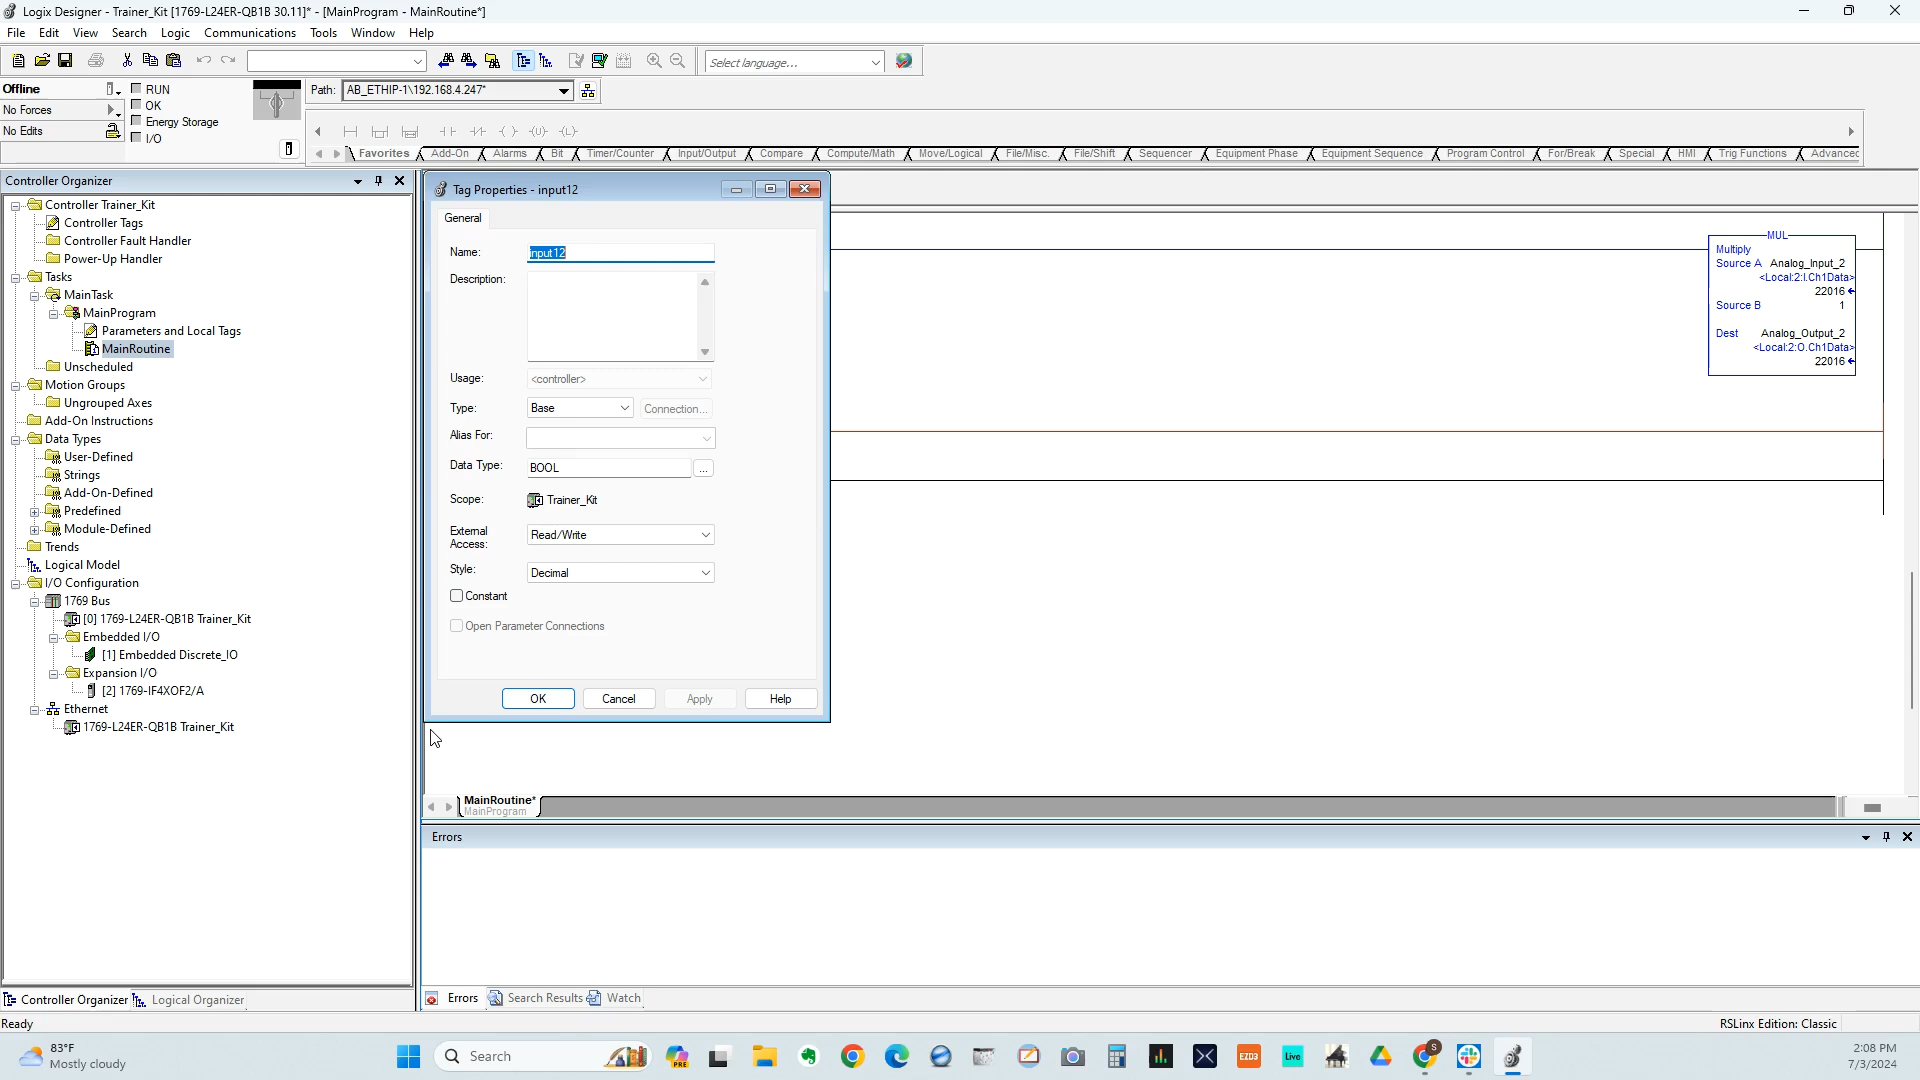 Logix Designer - Trainer_Kit [1769-L24ER-QB1B 30.11]* - [MainProgram - MainRoutine*]
File Edit View Search Logic Communications Tools Window Help
Select language...
Offline
RUN
No Forces
OK
No Edits
Energy Storage
I/O
Path: AB_ETHIP-1\192.168.4.247*
Favorites Add-On Alarms Bit Timer/Counter Input/Output Compare Compute/Math Move/Logical File/Misc. File/Shift Sequencer Equipment Phase Equipment Sequence Program Control For/Break Special HMI Trig Functions Advanced
Controller Organizer
Controller Trainer_Kit
Controller Tags
Controller Fault Handler
Power-Up Handler
Tasks
MainTask
MainProgram
Parameters and Local Tags
MainRoutine
Unscheduled
Motion Groups
Ungrouped Axes
Add-On Instructions
Data Types
User-Defined
Strings
Add-On-Defined
Predefined
Module-Defined
Trends
Logical Model
I/O Configuration
1769 Bus
[0] 1769-L24ER-QB1B Trainer_Kit
Embedded I/O
[1] Embedded Discrete_IO
Expansion I/O
[2] 1769-IF4XOF2/A
Ethernet
1769-L24ER-QB1B Trainer_Kit
Controller Organizer Logical Organizer
Tag Properties - input12
General
Name: input12
Description:
Usage: <controller>
Type: Base Connection...
Alias For:
Data Type: BOOL ...
Scope: Trainer_Kit
External Access: Read/Write
Style: Decimal
Constant
Open Parameter Connections
OK Cancel Apply Help
MUL
Multiply
Source A Analog_Input_2
<Local:2:I.Ch1Data>
22016
Source B 1
Dest Analog_Output_2
<Local:2:O.Ch1Data>
22016
MainRoutine*
MainProgram
Errors
Errors Search Results Watch
Ready
RSLinx Edition: Classic
83°F
Mostly cloudy
Search
PRE
EZD3
Live
S
2:08 PM
7/3/2024